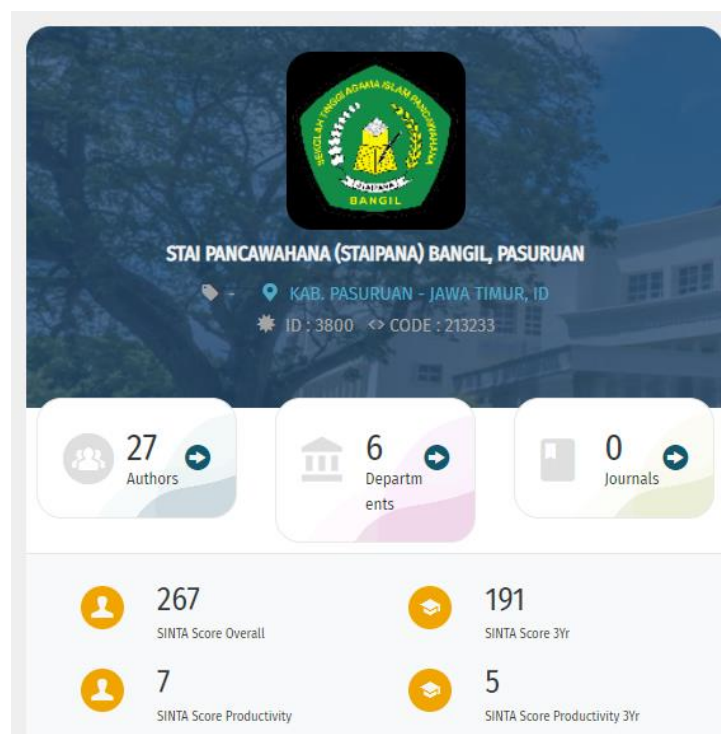 SEKOLAH TINGGI AGAMA ISLAM PANCAWAHANA
STAIPANA
BANGIL
STAI PANCAWAHANA (STAIPANA) BANGIL, PASURUAN
- KAB. PASURUAN - JAWA TIMUR, ID
ID : 3800 <> CODE : 213233
27
Authors
6
Departm
ents
0
Journals
267
SINTA Score Overall
191
SINTA Score 3Yr
7
SINTA Score Productivity
5
SINTA Score Productivity 3Yr